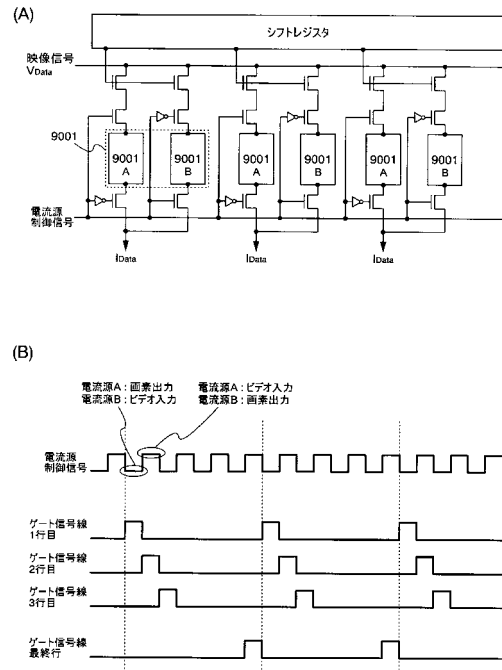 (A)
シフトレジスタ
映像信号
VData
9001
9001
A
9001
B
9001
A
9001
B
9001
A
9001
B
電流源
制御信号
IData
IData
IData
(B)
電流源A：画素出力
電流源B：ビデオ入力
電流源A：ビデオ入力
電流源B：画素出力
電流源
制御信号
ゲート信号線
1行目
ゲート信号線
2行目
ゲート信号線
3行目
ゲート信号線
最終行